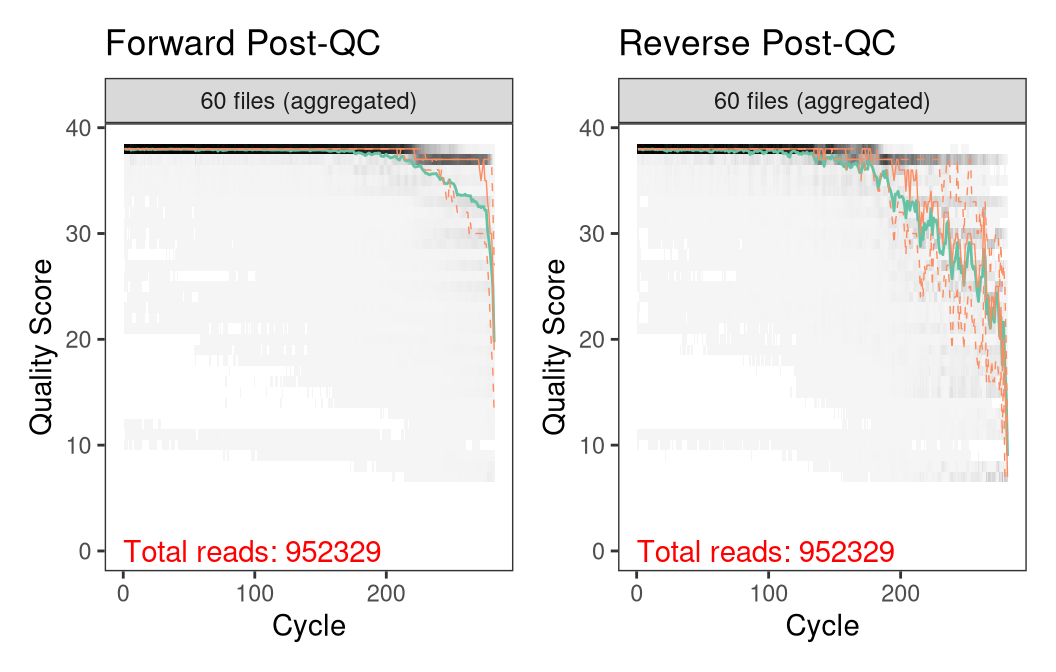 Forward Post-QC
60 files (aggregated)
40
30
20
10
0
Quality Score
Total reads: 952329
0 100 200
Cycle
Reverse Post-QC
60 files (aggregated)
40
30
20
10
0
Quality Score
Total reads: 952329
0 100 200
Cycle